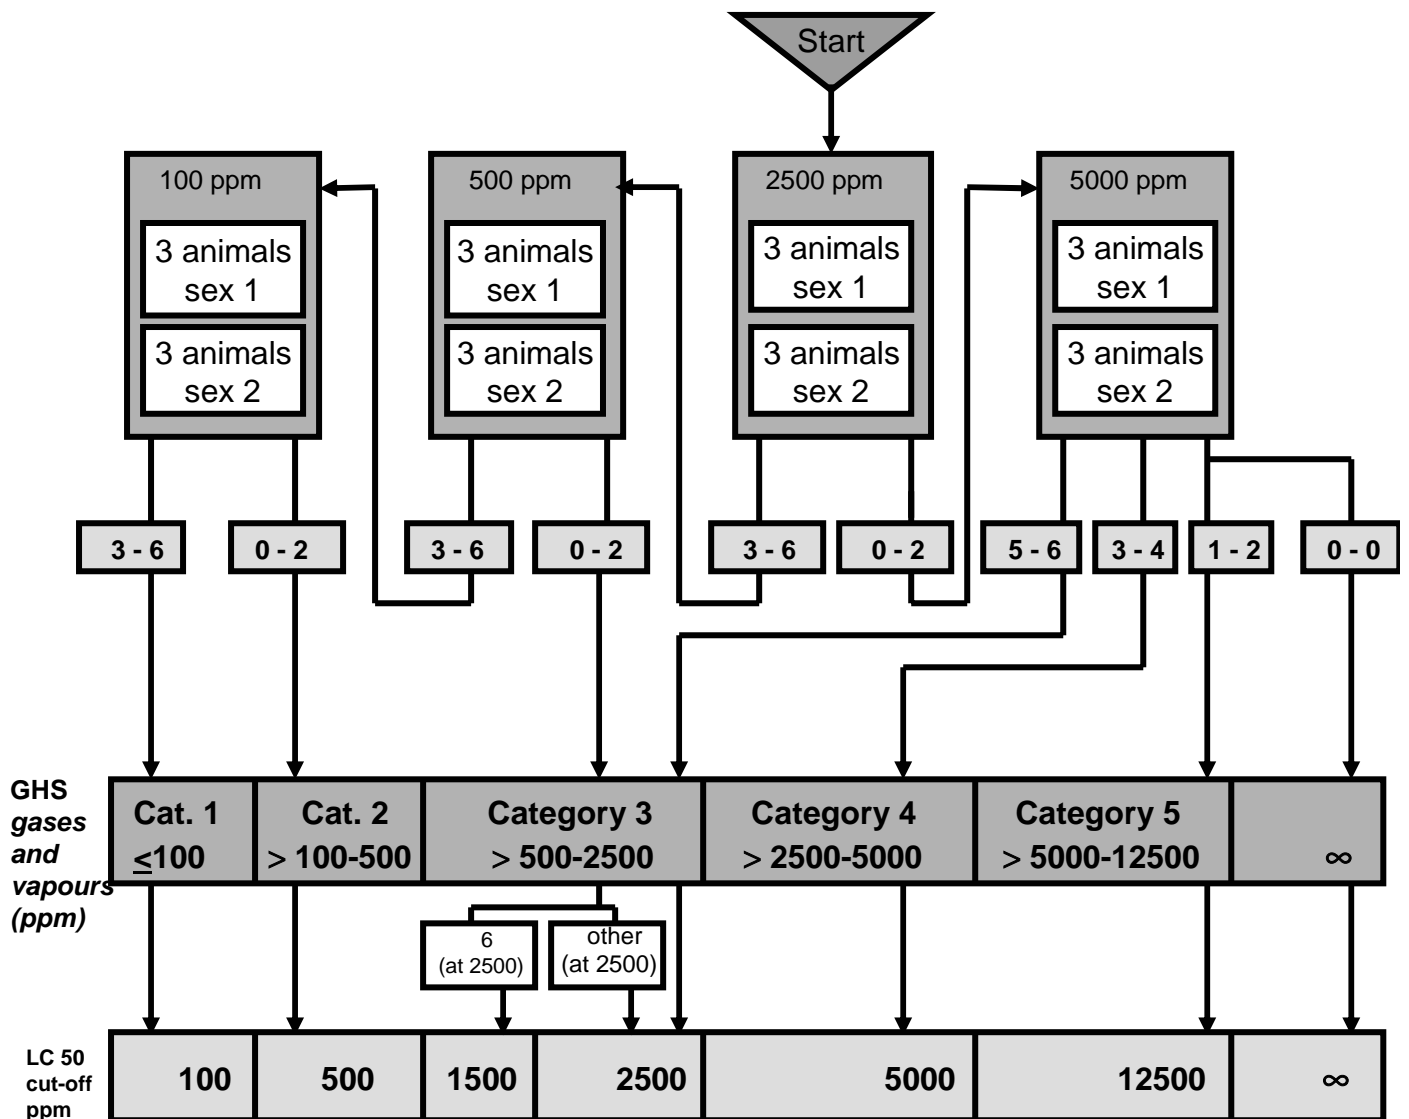 Start
100 ppm
3 animals
sex 1
3 animals
sex 2
500 ppm
3 animals
sex 1
3 animals
sex 2
2500 ppm
3 animals
sex 1
3 animals
sex 2
5000 ppm
3 animals
sex 1
3 animals
sex 2
3 - 6
0 - 2
3 - 6
0 - 2
3 - 6
0 - 2
5 - 6
3 - 4
1 - 2
0 - 0
GHS
gases
and
vapours
(ppm)
Cat. 1
≤100
Cat. 2
> 100-500
Category 3
> 500-2500
Category 4
> 2500-5000
Category 5
> 5000-12500
∞
6
(at 2500)
other
(at 2500)
LC 50
cut-off
ppm
100
500
1500
2500
5000
12500
∞